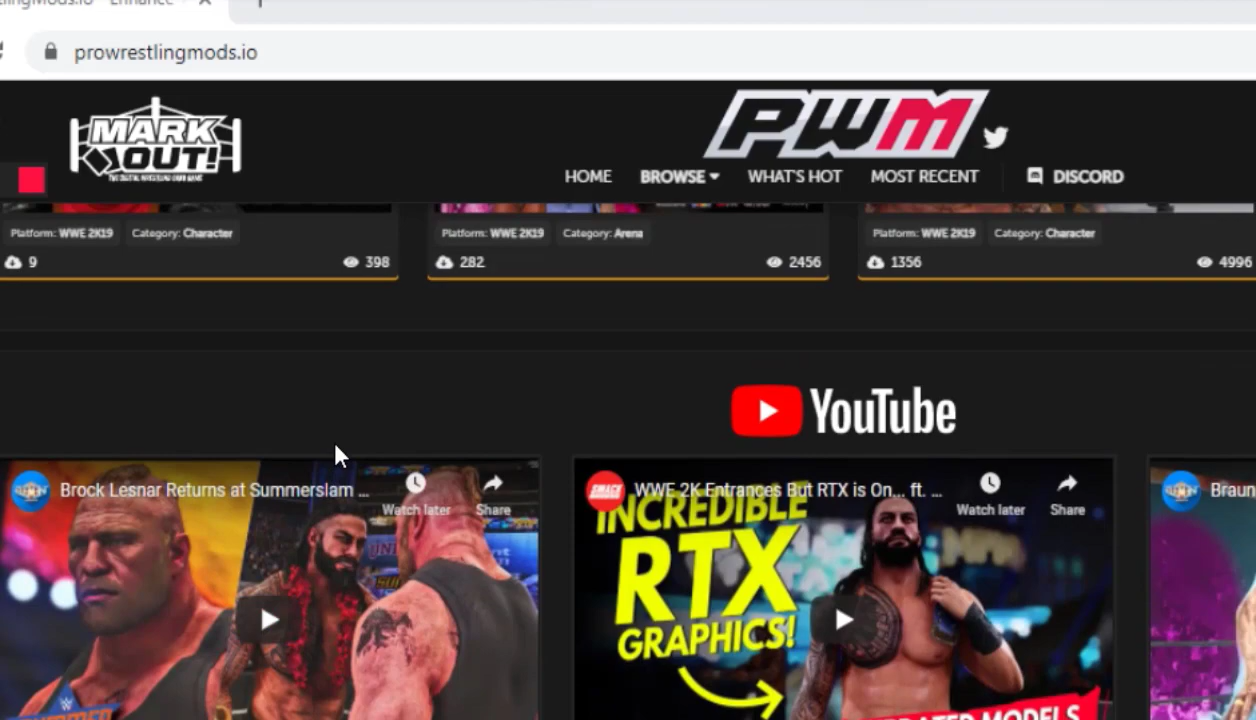 prowrestlingmods.io
MARK
OUT!
PWM
HOME BROWSE WHAT'S HOT MOST RECENT DISCORD
Platform: WWE 2K19 Category: Character
9 398
Platform: WWE 2K19 Category: Arena
282 2456
Platform: WWE 2K19 Category: Character
1356 4996
YouTube
Brock Lesnar Returns at Summerslam ...
Watch later Share
WWE 2K Entrances But RTX is On... ft. ...
Watch later Share
INCREDIBLE
RTX
GRAPHICS!
MODELS
Braun